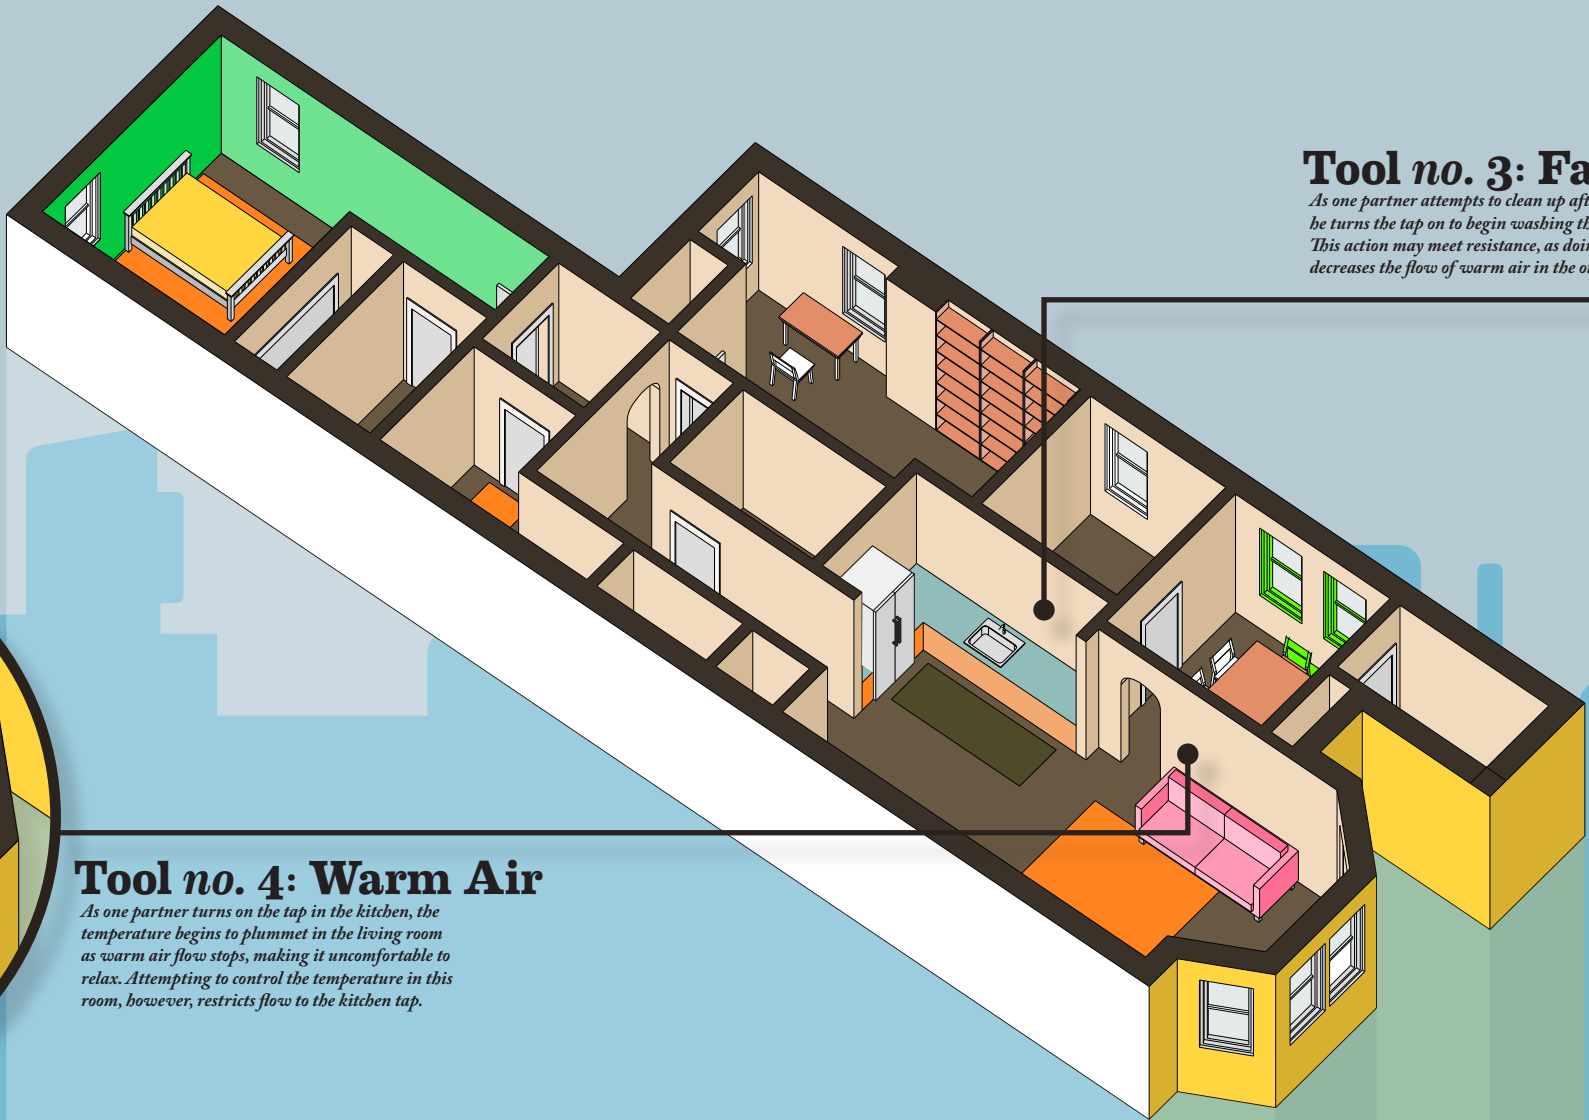 Tool no. 3: Fa
As one partner attempts to clean up aft
he turns the tap on to begin washing th
This action may meet resistance, as doin
decreases the flow of warm air in the o
Tool no. 4: Warm Air
As one partner turns on the tap in the kitchen, the
temperature begins to plummet in the living room
as warm air flow stops, making it uncomfortable to
relax. Attempting to control the temperature in this
room, however, restricts flow to the kitchen tap.